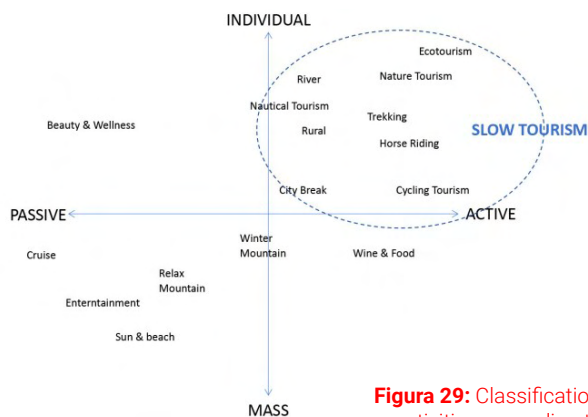 INDIVIDUAL
Ecotourism
River
Nature Tourism
Nautical Tourism
Trekking
Beauty & Wellness
Rural
SLOW TOURISM
Horse Riding
City Break
Cycling Tourism
PASSIVE
ACTIVE
Winter
Mountain
Wine & Food
Cruise
Relax
Mountain
Enterntainment
Sun & beach
MASS
Figura 29: Classificatio